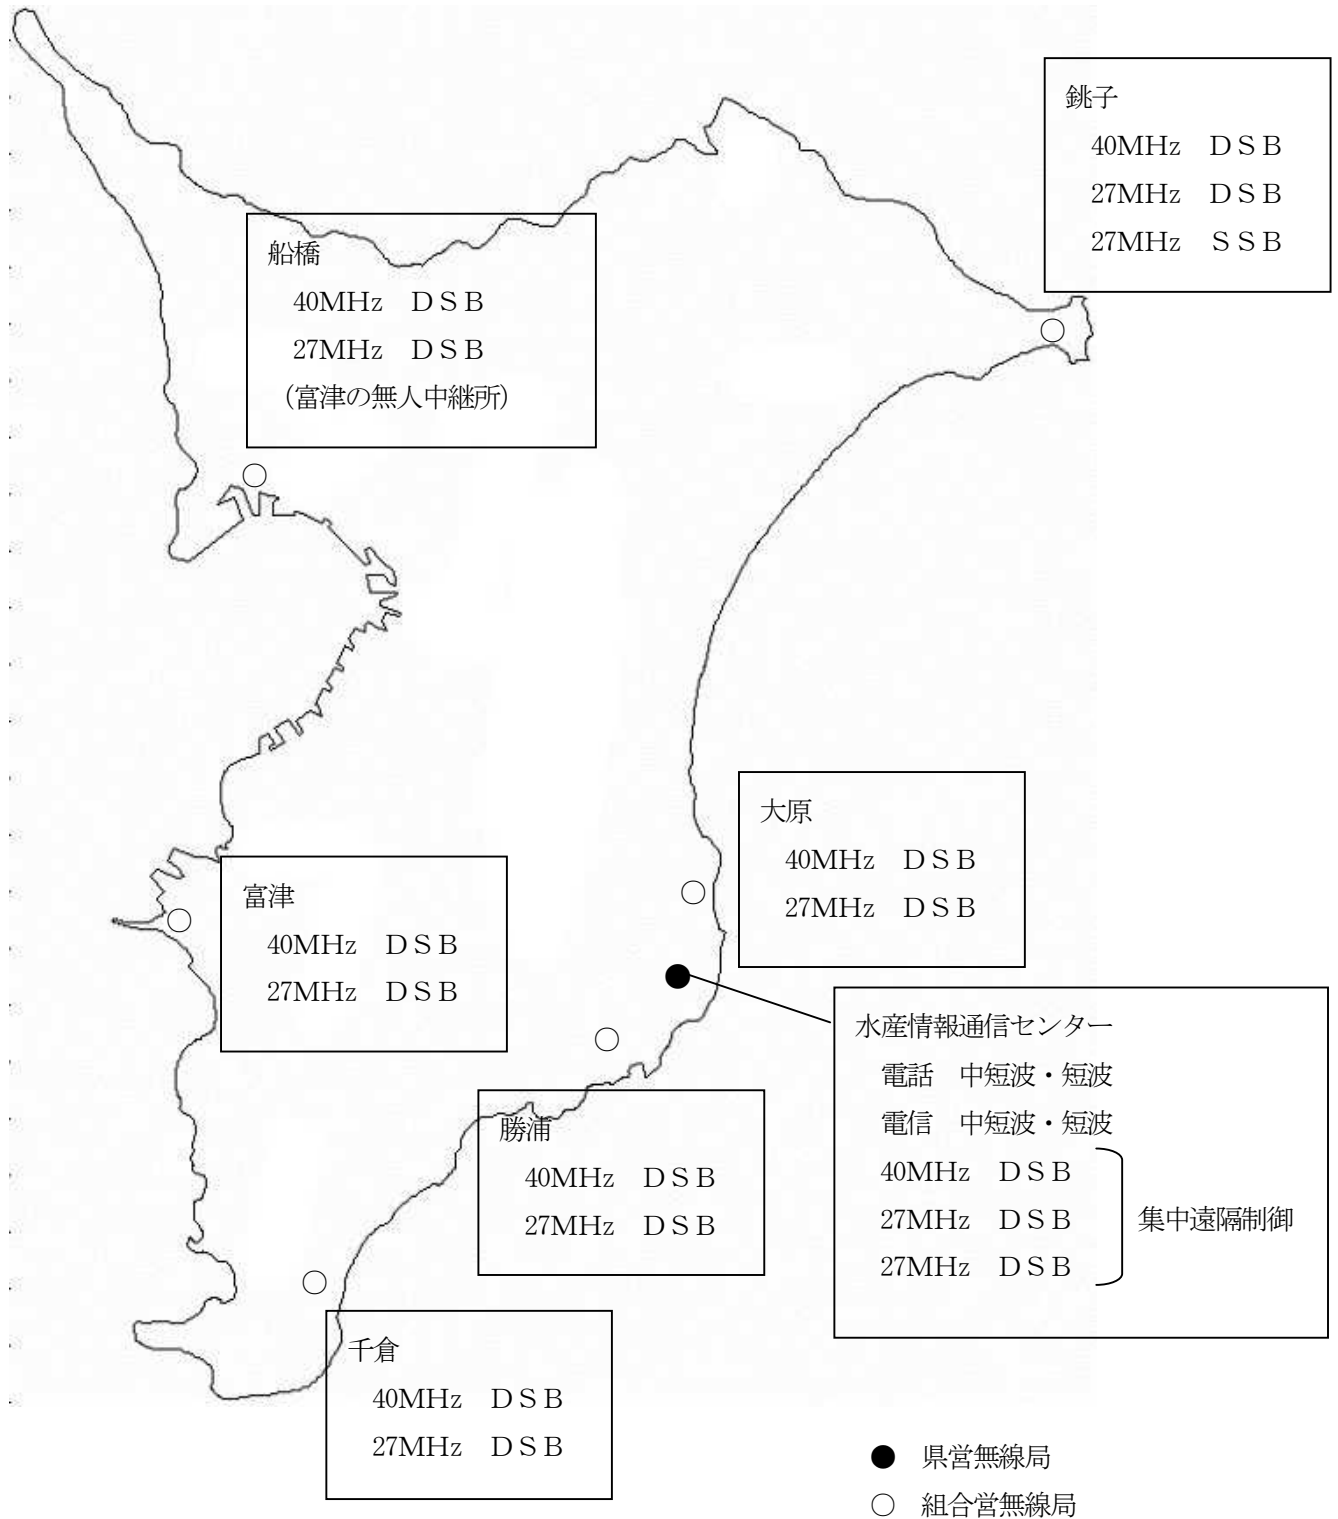 銚子
40MHz ＤＳＢ
27MHz ＤＳＢ
27MHz ＳＳＢ
船橋
40MHz ＤＳＢ
27MHz ＤＳＢ
（富津の無人中継所）
大原
40MHz ＤＳＢ
27MHz ＤＳＢ
富津
40MHz ＤＳＢ
27MHz ＤＳＢ
水産情報通信センター
電話 中短波・短波
電信 中短波・短波
40MHz ＤＳＢ
27MHz ＤＳＢ
27MHz ＤＳＢ
集中遠隔制御
勝浦
40MHz ＤＳＢ
27MHz ＤＳＢ
千倉
40MHz ＤＳＢ
27MHz ＤＳＢ
● 県営無線局
○ 組合営無線局